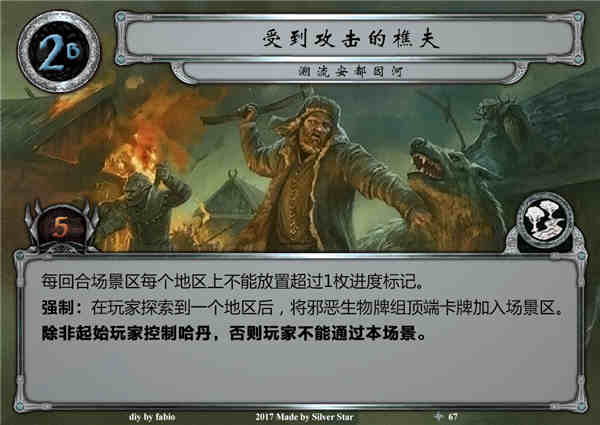 2B
受到攻击的樵夫
溯流安都因河
5
每回合场景区每个地区上不能放置超过1枚进度标记。
强制：在玩家探索到一个地区后，将邪恶生物牌组顶端卡牌加入场景区。
除非起始玩家控制哈丹，否则玩家不能通过本场景。
diy by fabio 2017 Made by Silver Star 67